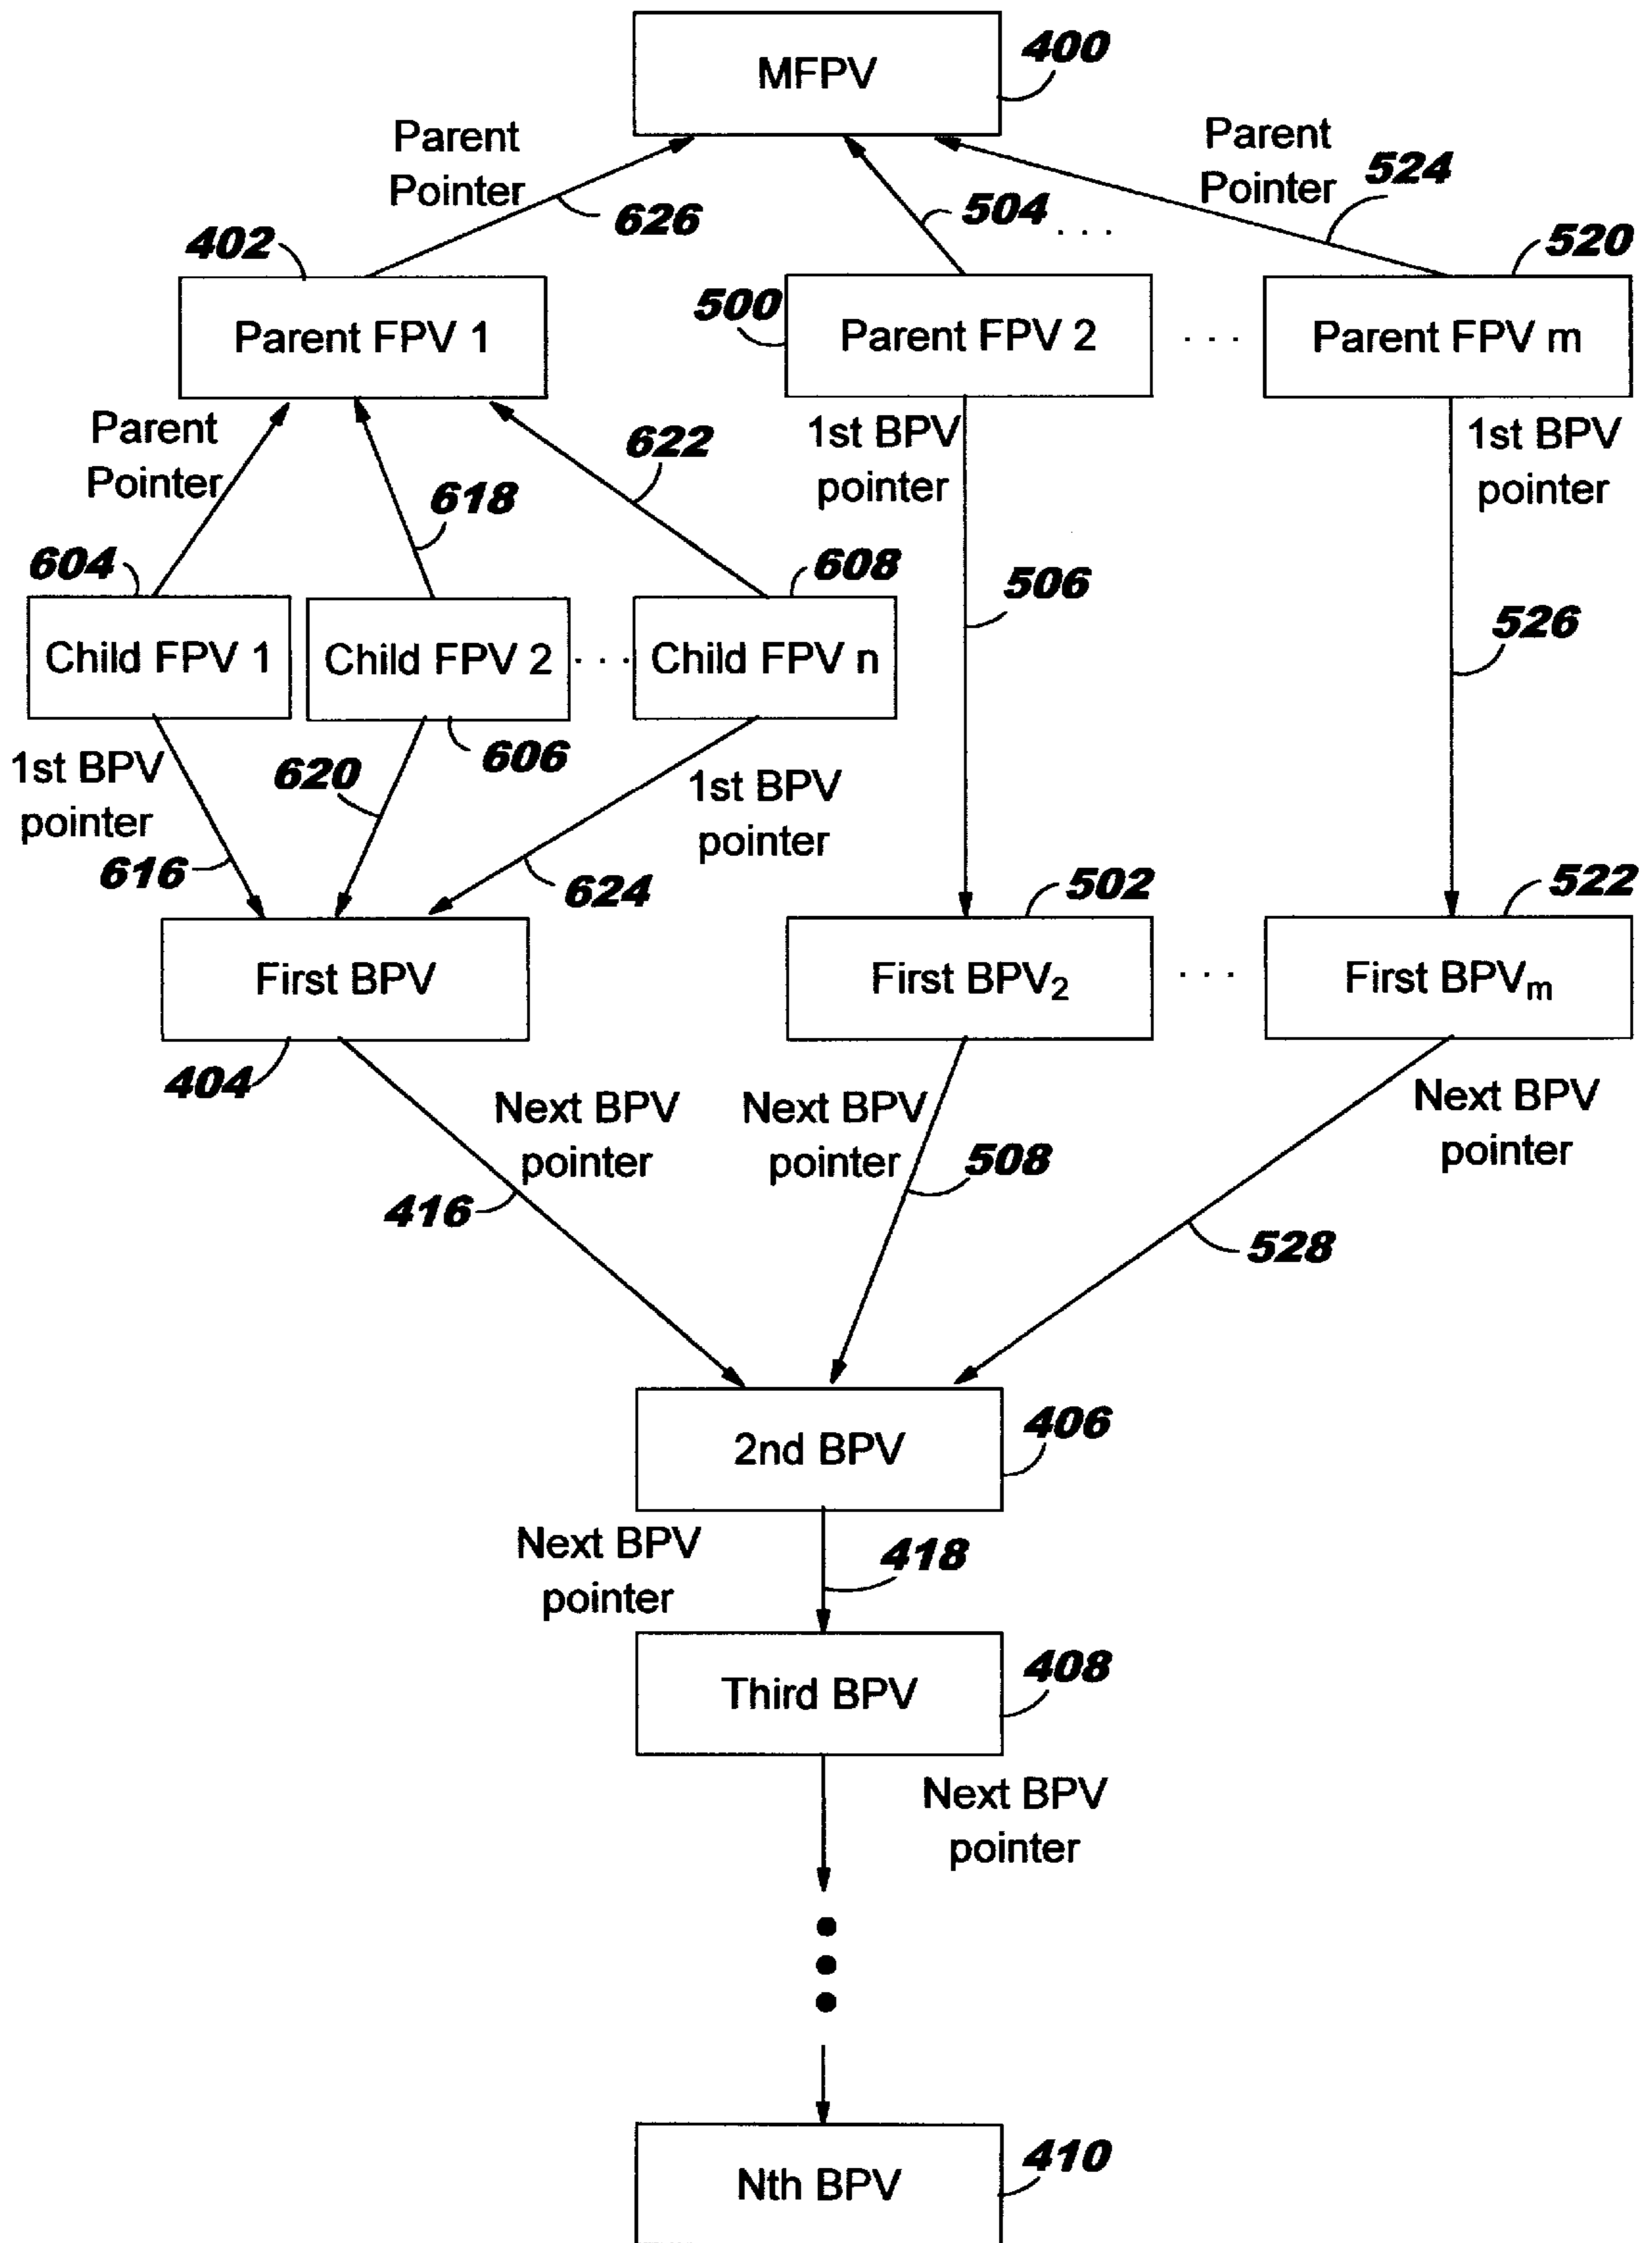 MFPV
400
Parent
Pointer
626
504
. . .
Parent
Pointer
524
402
500
520
Parent FPV 1
Parent FPV 2
. . .
Parent FPV m
Parent
Pointer
618
622
1st BPV
pointer
1st BPV
pointer
604
608
506
526
Child FPV 1
Child FPV 2
. . .
Child FPV n
606
1st BPV
pointer
616
620
1st BPV
pointer
624
502
522
First BPV
First BPV₂
. . .
First BPVₘ
404
Next BPV
pointer
416
Next BPV
pointer
508
Next BPV
pointer
528
2nd BPV
406
Next BPV
pointer
418
Third BPV
408
Next BPV
pointer
Nth BPV
410